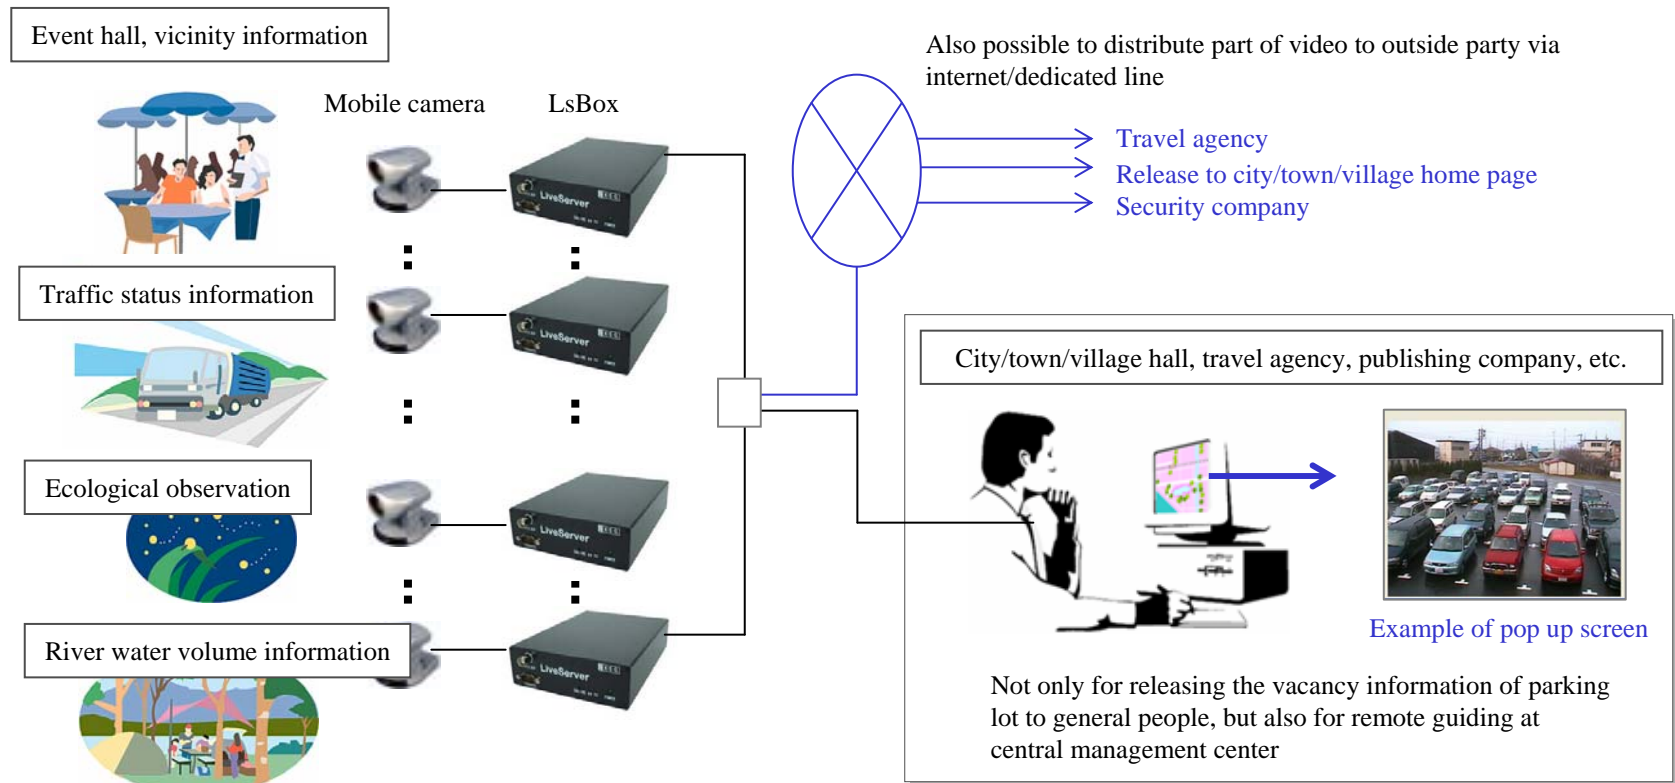 Event hall, vicinity information
Also possible to distribute part of video to outside party via
internet/dedicated line
Mobile camera
LsBox
Travel agency
Release to city/town/village home page
Security company
LiveServer
Traffic status information
LiveServer
City/town/village hall, travel agency, publishing company, etc.
Ecological observation
LiveServer
Example of pop up screen
River water volume information
LiveServer
Not only for releasing the vacancy information of parking
lot to general people, but also for remote guiding at
central management center